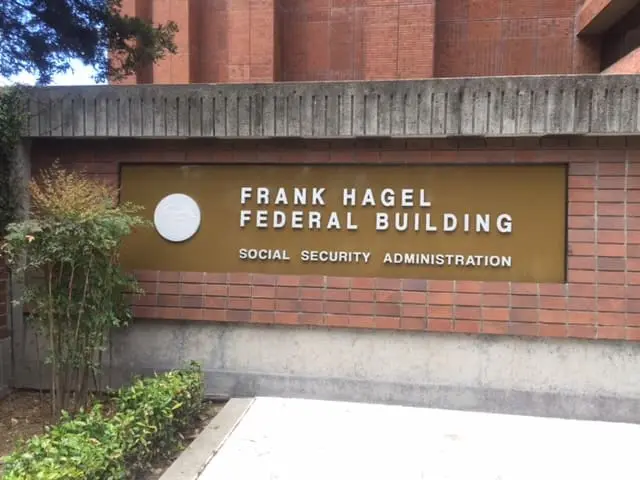 FRANK HAGEL
FEDERAL BUILDING
SOCIAL SECURITY ADMINISTRATION